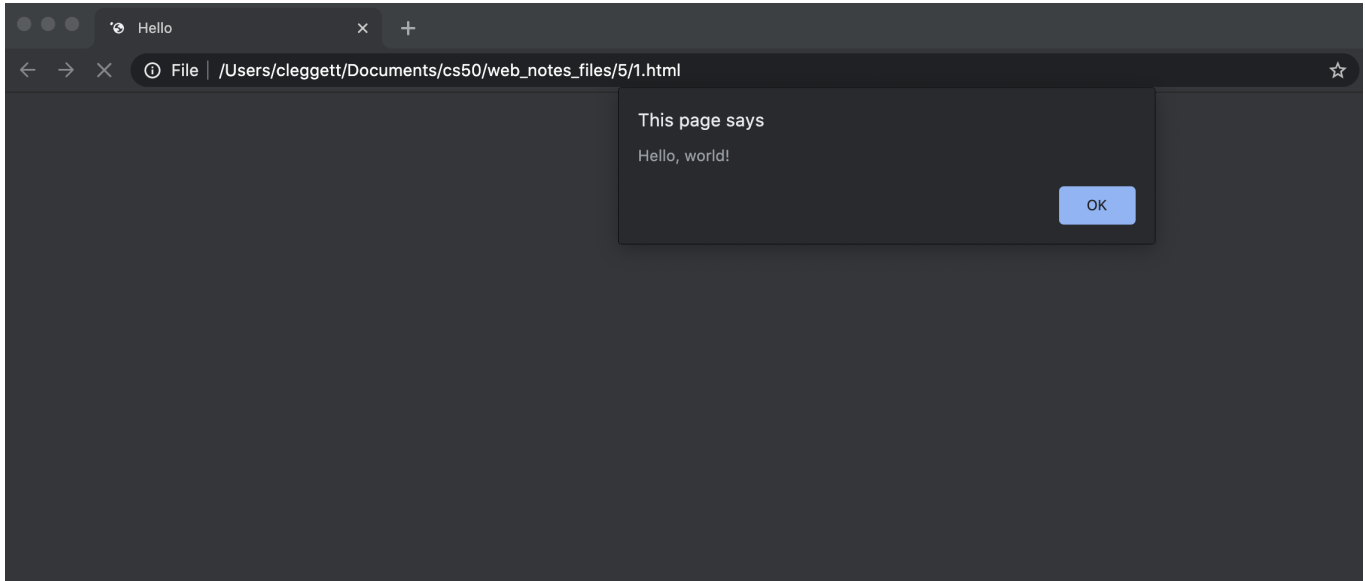 Hello
File /Users/cleggett/Documents/cs50/web_notes_files/5/1.html
This page says
Hello, world!
OK